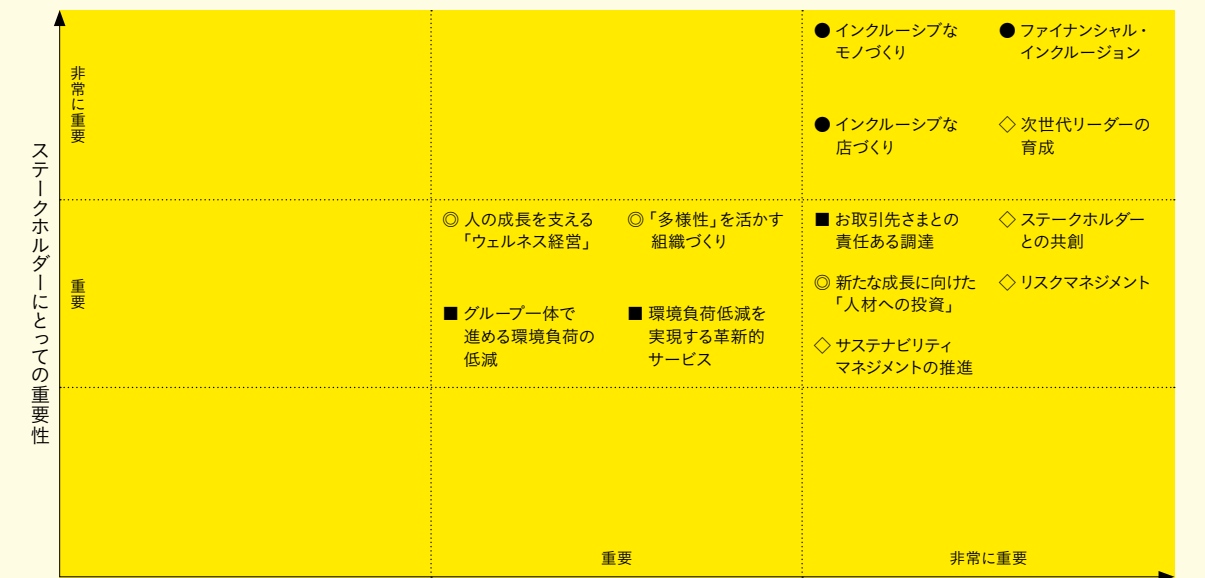 ステークホルダーにとっての重要性
非常に重要
● インクルーシブな
モノづくり
● ファイナンシャル・
インクルージョン
● インクルーシブな
店づくり
◇ 次世代リーダーの
育成
重要
◎ 人の成長を支える
「ウェルネス経営」
◎「多様性」を活かす
組織づくり
■ グループ一体で
進める環境負荷の
低減
■ 環境負荷低減を
実現する革新的
サービス
■ お取引先さまとの
責任ある調達
◇ ステークホルダー
との共創
◎ 新たな成長に向けた
「人材への投資」
◇ リスクマネジメント
◇ サステナビリティ
マネジメントの推進
重要
非常に重要